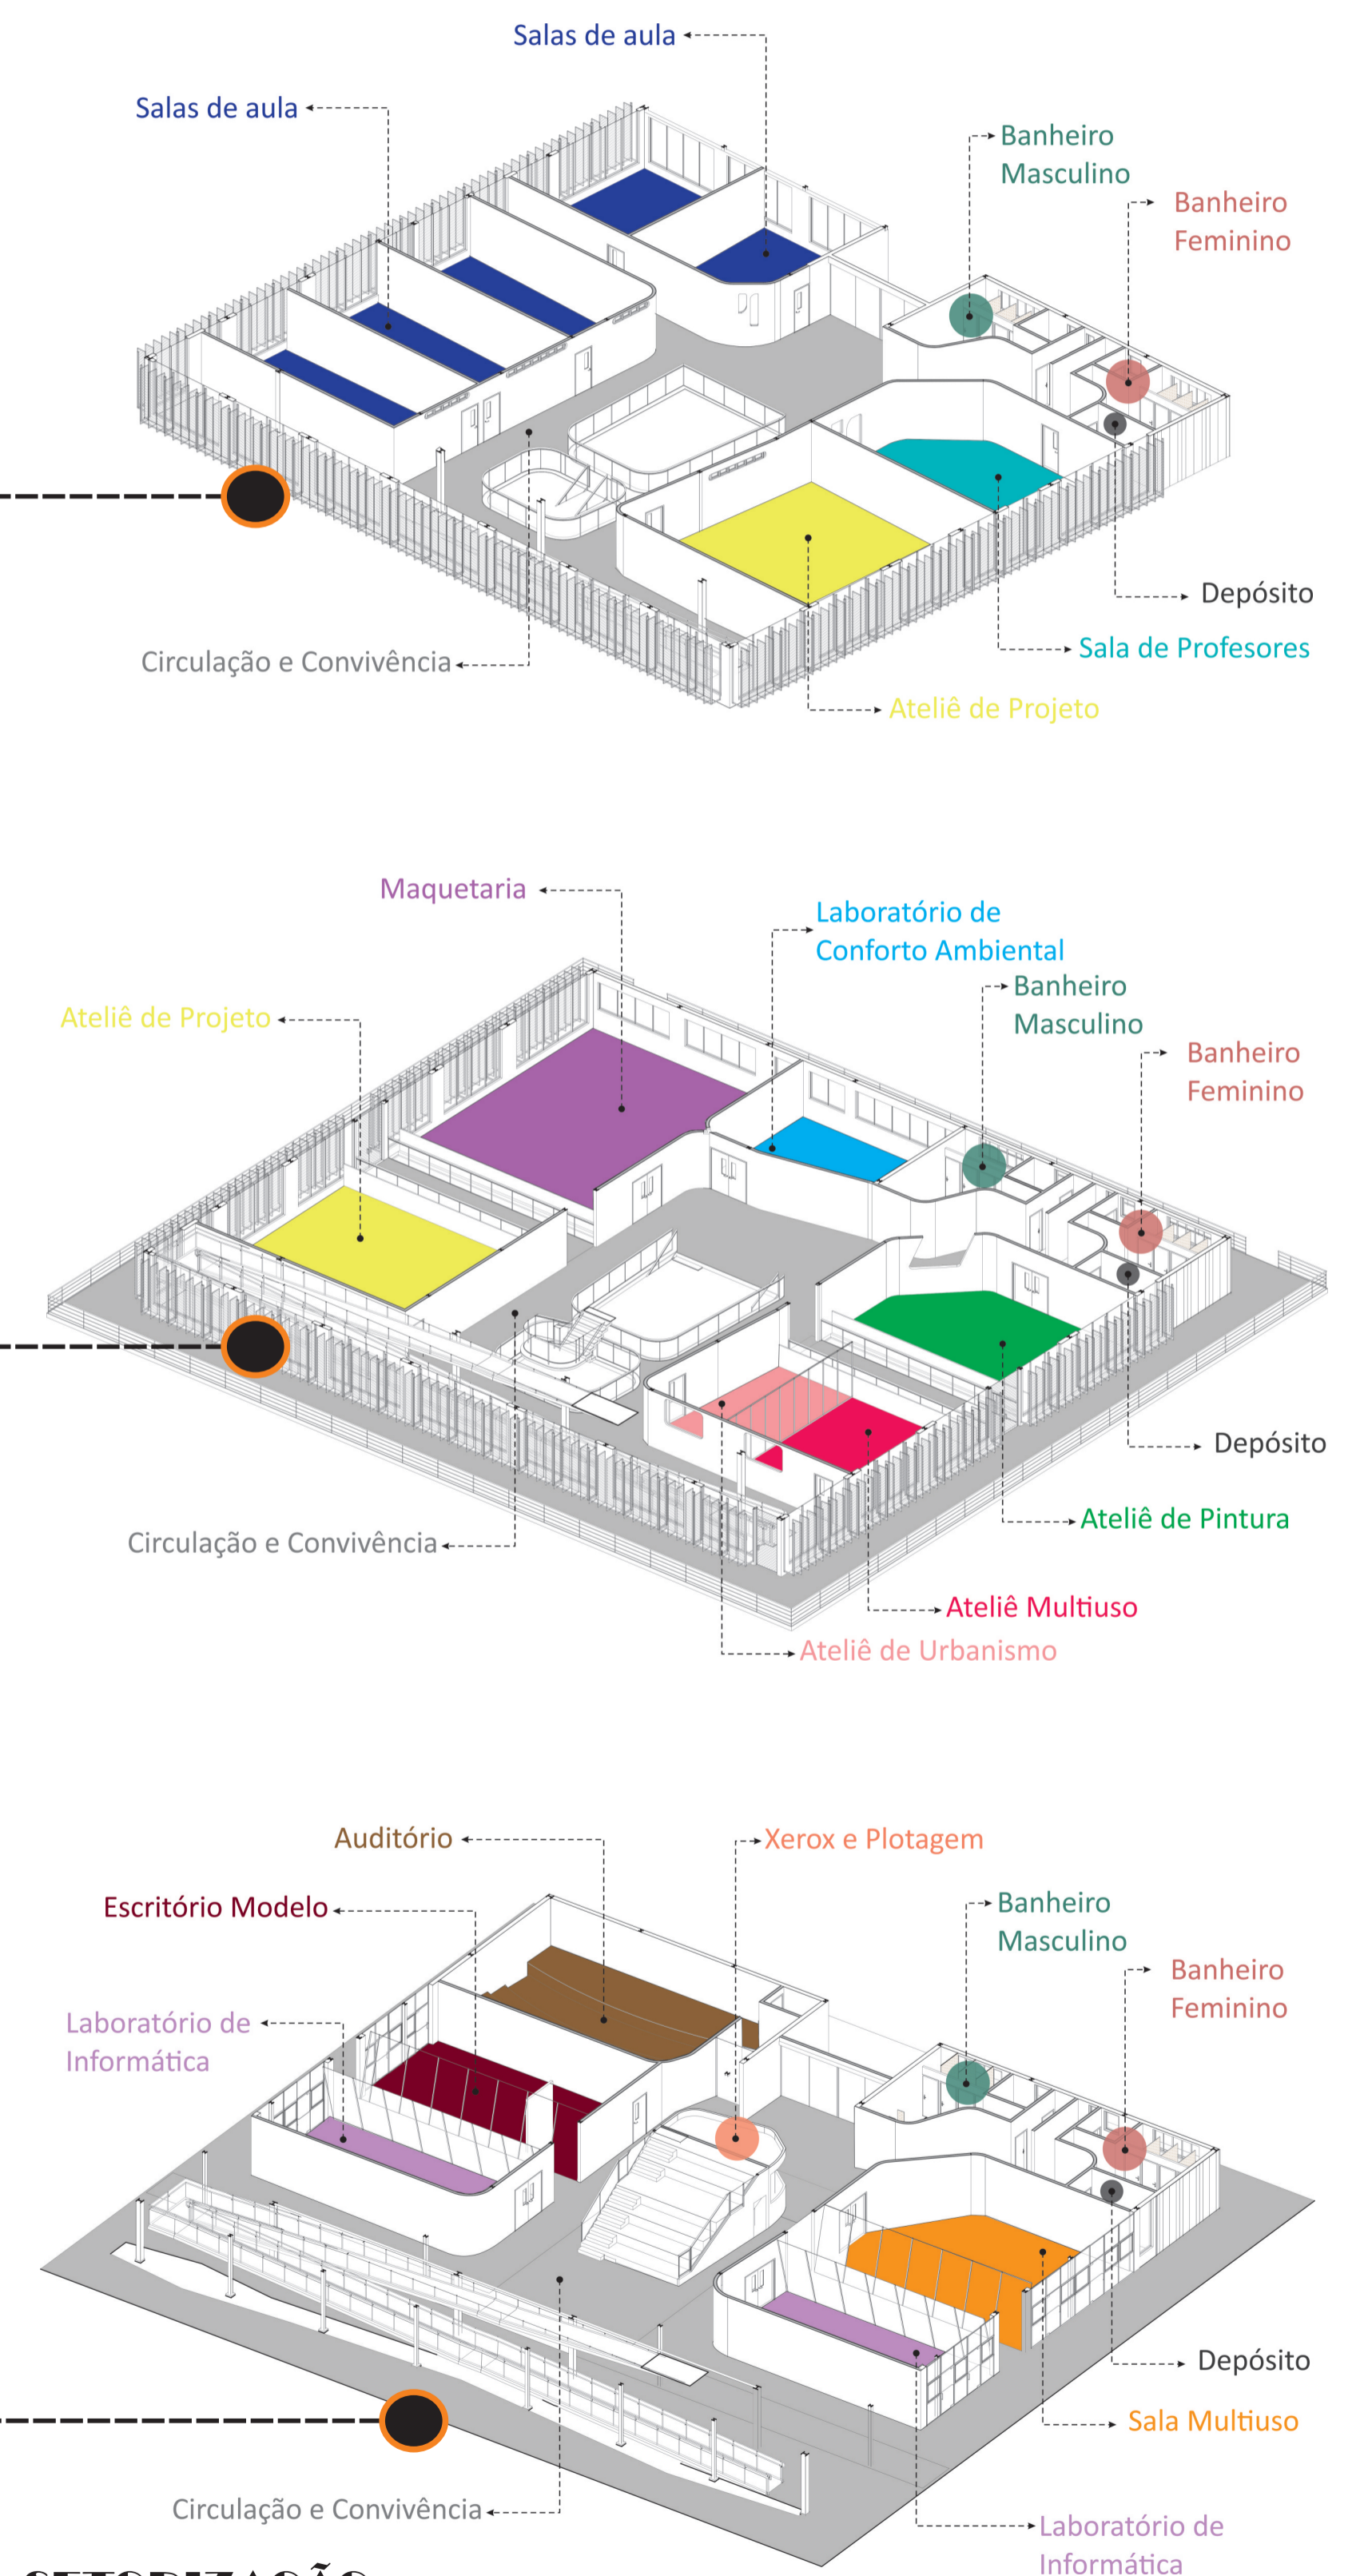 Salas de aula
Salas de aula
Banheiro
Masculino
Banheiro
Feminino
Depósito
Sala de Profesores
Circulação e Convivência
Ateliê de Projeto
Maquetaria
Laboratório de
Conforto Ambiental
Banheiro
Masculino
Ateliê de Projeto
Banheiro
Feminino
Depósito
Ateliê de Pintura
Circulação e Convivência
Ateliê Multiuso
Ateliê de Urbanismo
Auditório
Xerox e Plotagem
Escritório Modelo
Banheiro
Masculino
Banheiro
Feminino
Laboratório de
Informática
Depósito
Sala Multiuso
Circulação e Convivência
Laboratório de
Informática
SETORIZAÇÃO